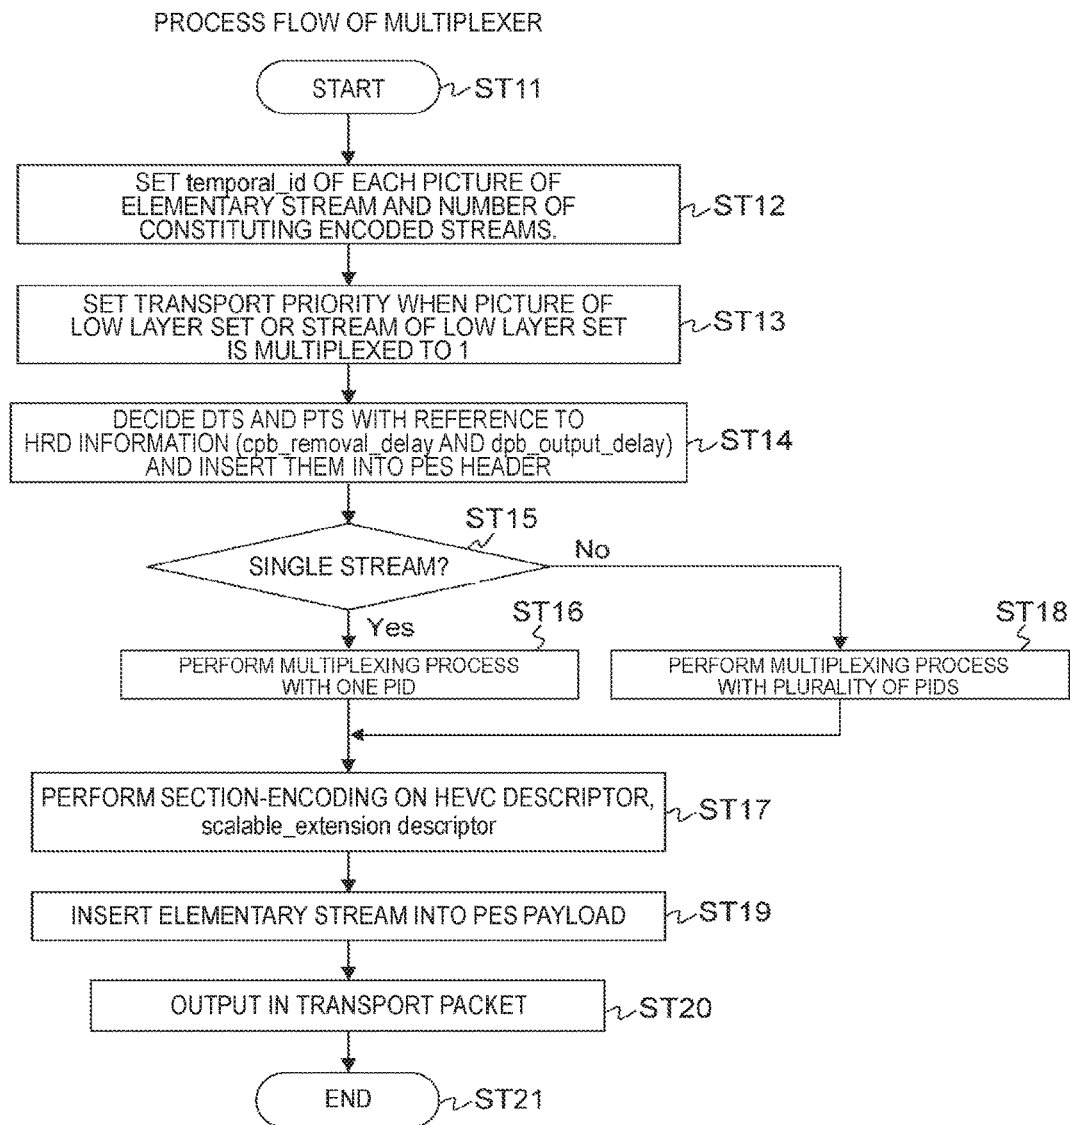 PROCESS FLOW OF MULTIPLEXER
START
ST11
SET temporal_id OF EACH PICTURE OF
ELEMENTARY STREAM AND NUMBER OF
CONSTITUTING ENCODED STREAMS.
ST12
SET TRANSPORT PRIORITY WHEN PICTURE OF
LOW LAYER SET OR STREAM OF LOW LAYER SET
IS MULTIPLEXED TO 1
ST13
DECIDE DTS AND PTS WITH REFERENCE TO
HRD INFORMATION (cpb_removal_delay AND dpb_output_delay)
AND INSERT THEM INTO PES HEADER
ST14
ST15
SINGLE STREAM?
No
Yes
ST16
PERFORM MULTIPLEXING PROCESS
WITH ONE PID
ST18
PERFORM MULTIPLEXING PROCESS
WITH PLURALITY OF PIDS
PERFORM SECTION-ENCODING ON HEVC DESCRIPTOR,
scalable_extension descriptor
ST17
INSERT ELEMENTARY STREAM INTO PES PAYLOAD
ST19
OUTPUT IN TRANSPORT PACKET
ST20
END
ST21